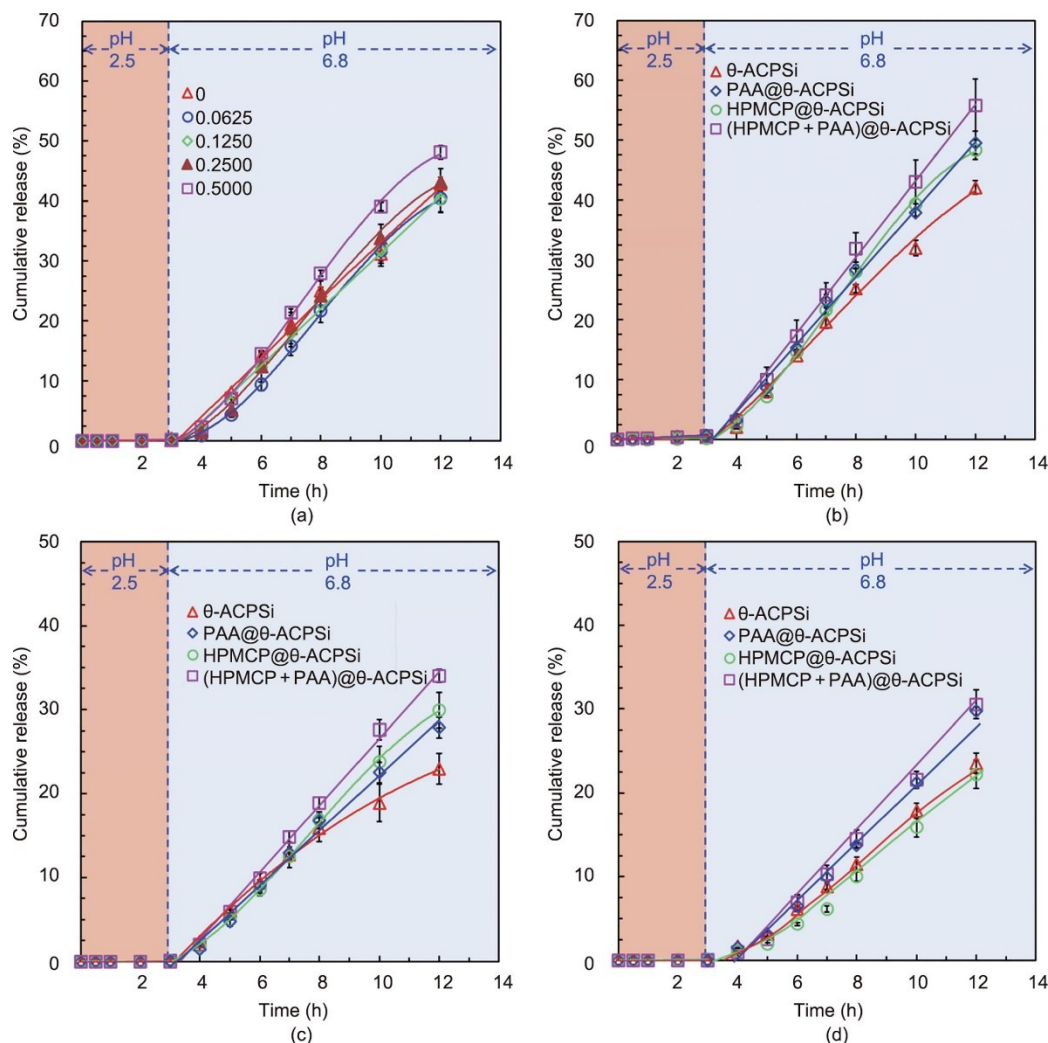 70
60
50
40
30
20
10
0
Cumulative release (%)
pH
2.5
pH
6.8
0
0.0625
0.1250
0.2500
0.5000
2 4 6 8 10 12 14
Time (h)
(a)
70
60
50
40
30
20
10
0
Cumulative release (%)
pH
2.5
pH
6.8
θ-ACPSi
PAA@θ-ACPSi
HPMCP@θ-ACPSi
(HPMCP + PAA)@θ-ACPSi
2 4 6 8 10 12 14
Time (h)
(b)
50
40
30
20
10
0
Cumulative release (%)
pH
2.5
pH
6.8
θ-ACPSi
PAA@θ-ACPSi
HPMCP@θ-ACPSi
(HPMCP + PAA)@θ-ACPSi
2 4 6 8 10 12 14
Time (h)
(c)
50
40
30
20
10
0
Cumulative release (%)
pH
2.5
pH
6.8
θ-ACPSi
PAA@θ-ACPSi
HPMCP@θ-ACPSi
(HPMCP + PAA)@θ-ACPSi
2 4 6 8 10 12 14
Time (h)
(d)